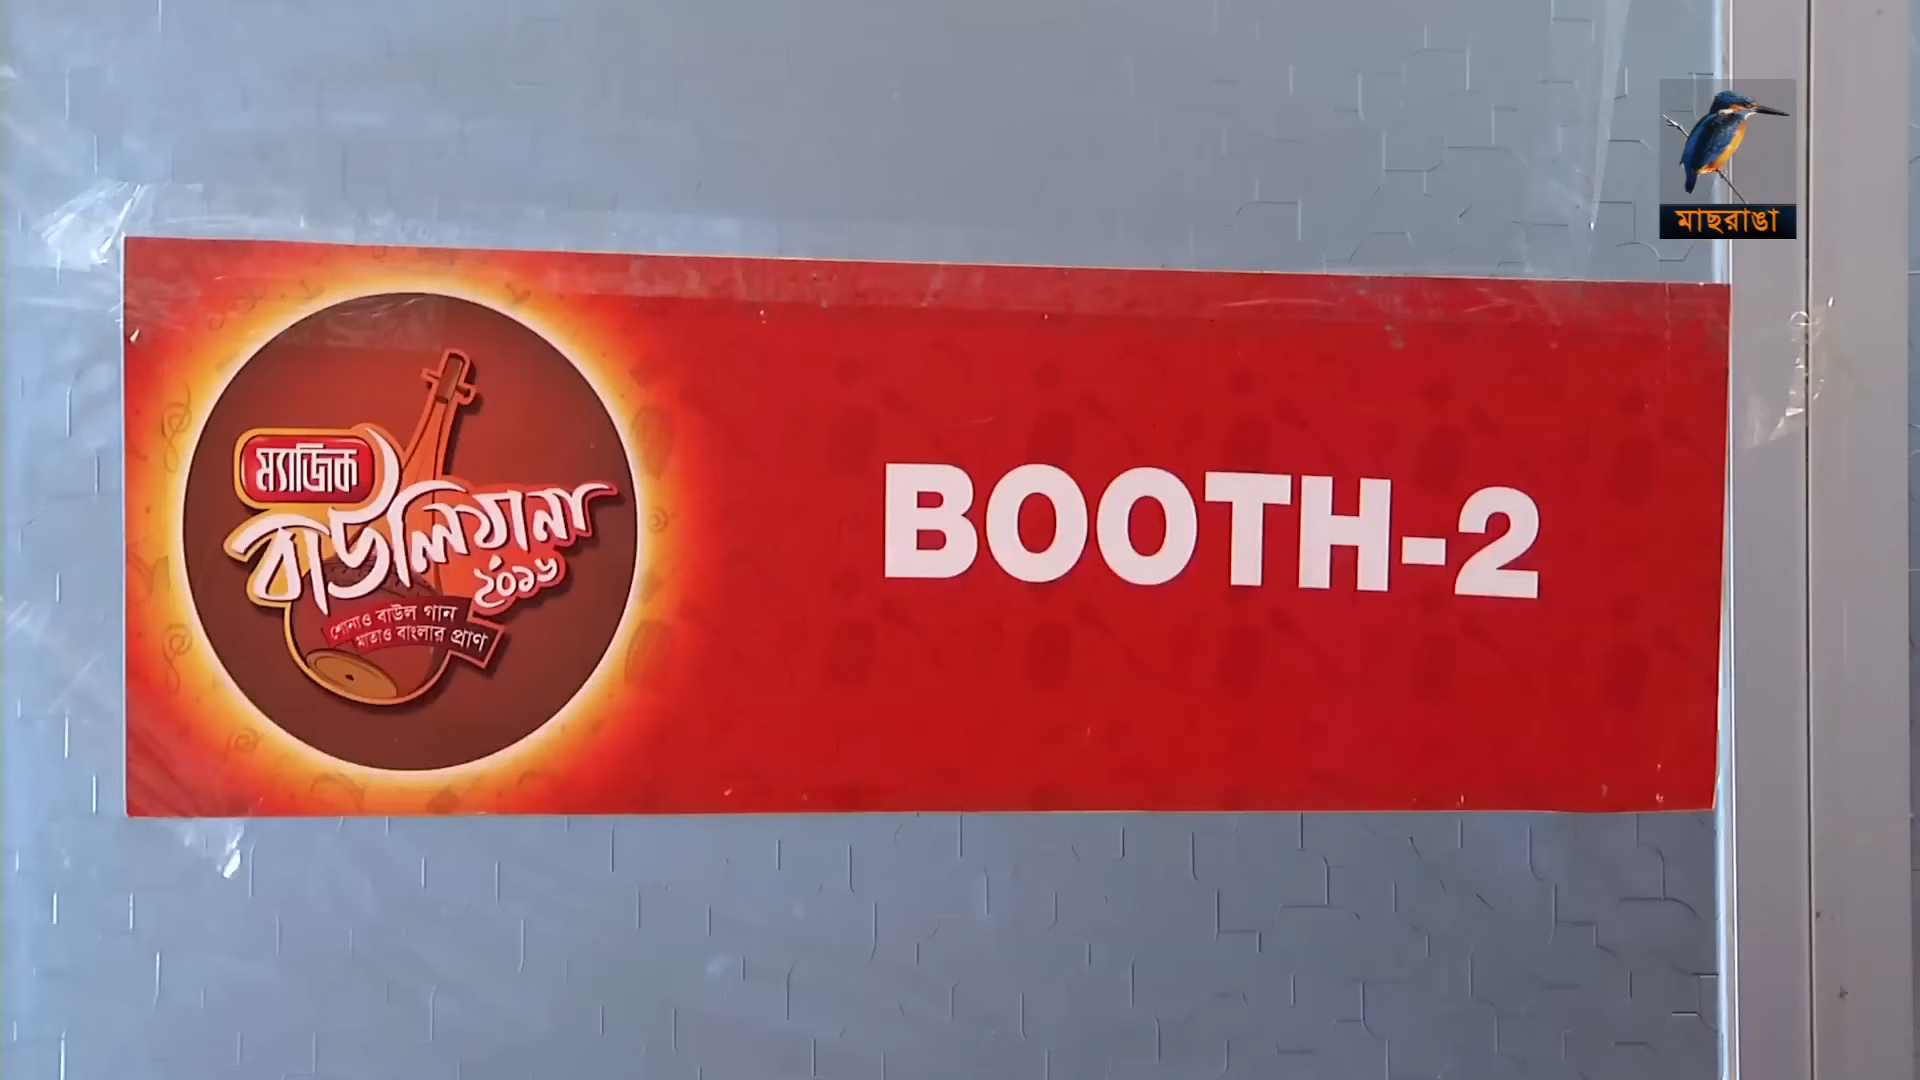 মাছরাঙা
ম্যাজিক
বাউলিয়ানা
২০১৬
শোনাও বাউল গান
মাতাও বাংলার প্রাণ
BOOTH-2